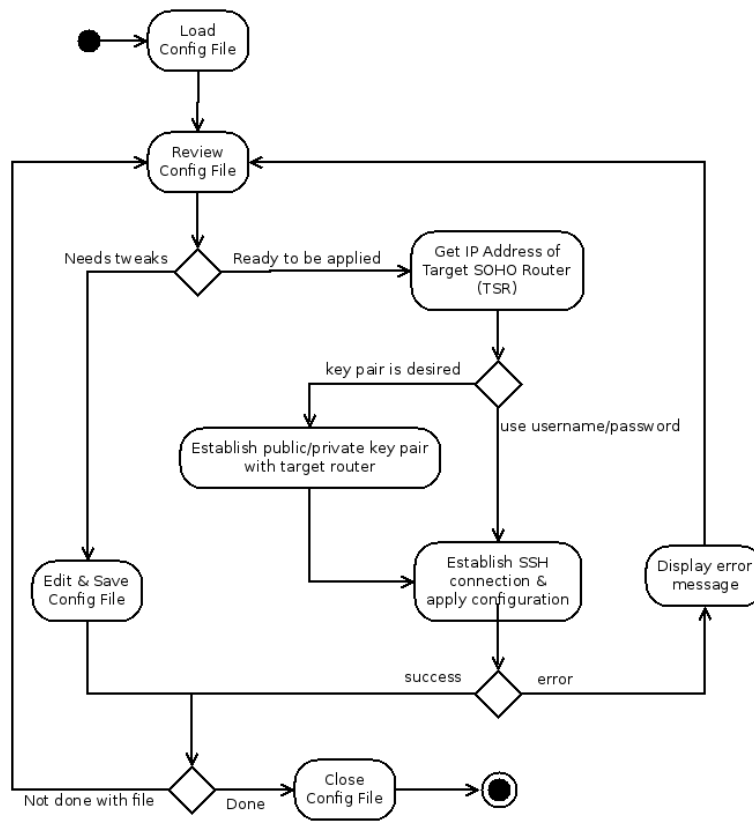 Load
Config File
Review
Config File
Needs tweaks
Ready to be applied
Get IP Address of
Target SOHO Router
(TSR)
key pair is desired
use username/password
Establish public/private key pair
with target router
Establish SSH
connection &
apply configuration
Edit & Save
Config File
Display error
message
success
error
Not done with file
Done
Close
Config File